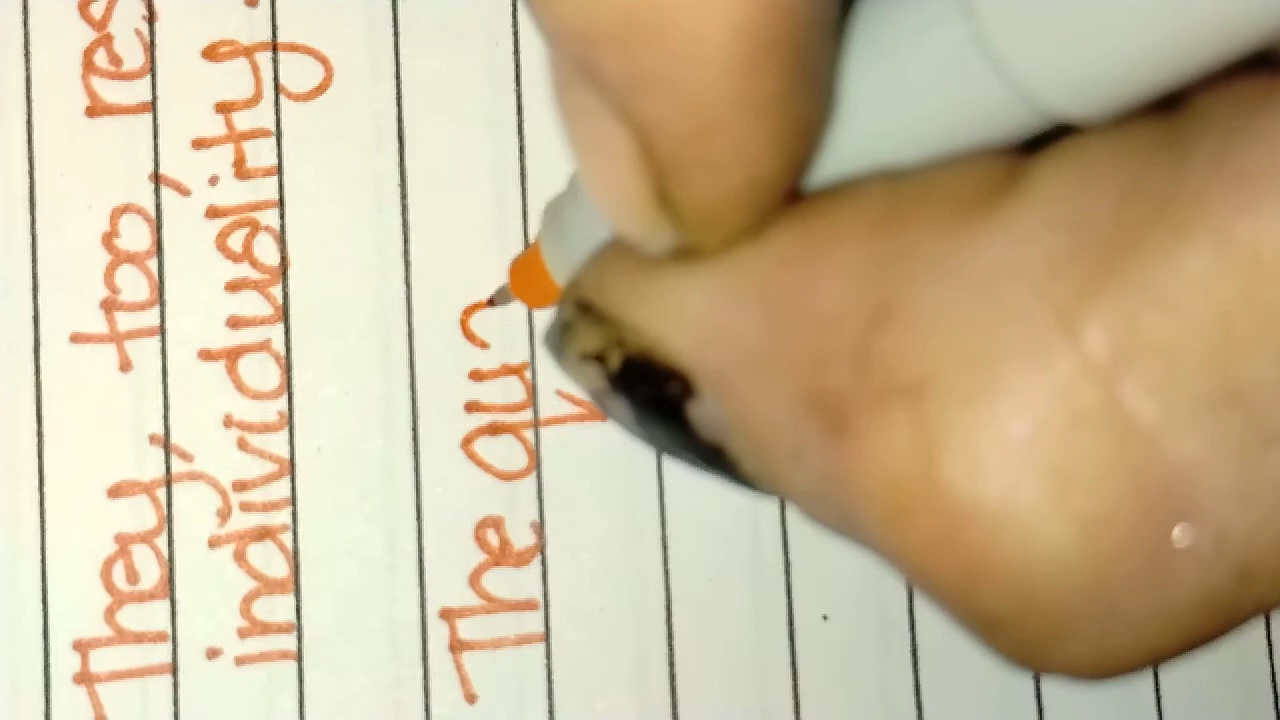 They, too, res
individuality.
The qu